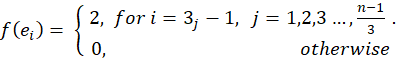 f(e_i) = { 2, for i = 3_j − 1, j = 1,2,3 …, (n−1)/3 .
0, otherwise